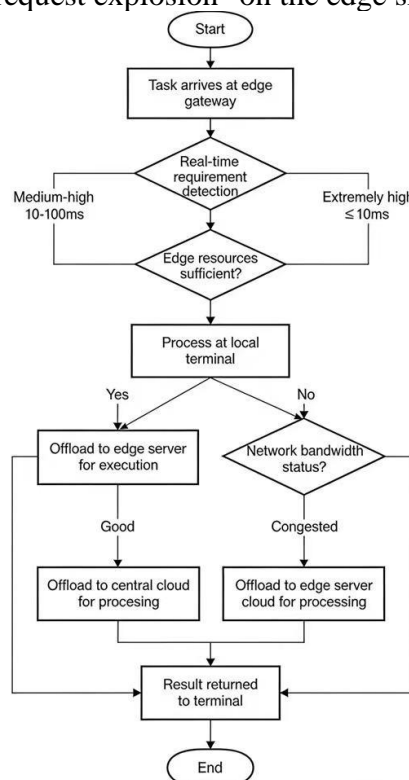 request explosion" on the edge si
Start
Task arrives at edge
gateway
Real-time
requirement
detection
Medium-high
10-100ms
Extremely high
≤10ms
Edge resources
sufficient?
Process at local
terminal
Yes
No
Offload to edge server
for execution
Network bandwidth
status?
Good
Congested
Offload to central cloud
for procesing
Offload to edge server
cloud for processing
Result returned
to terminal
End